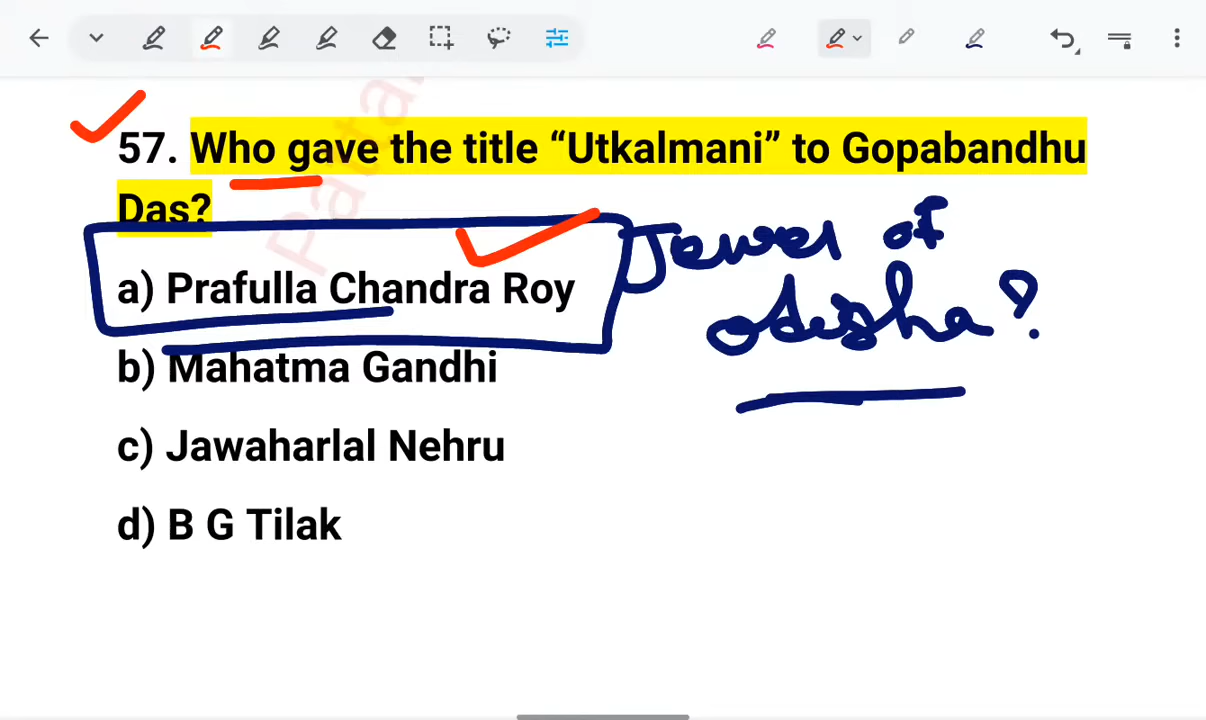 57. Who gave the title “Utkalmani” to Gopabandhu
Das?
a) Prafulla Chandra Roy
Jewel of
odisha?
b) Mahatma Gandhi
c) Jawaharlal Nehru
d) B G Tilak